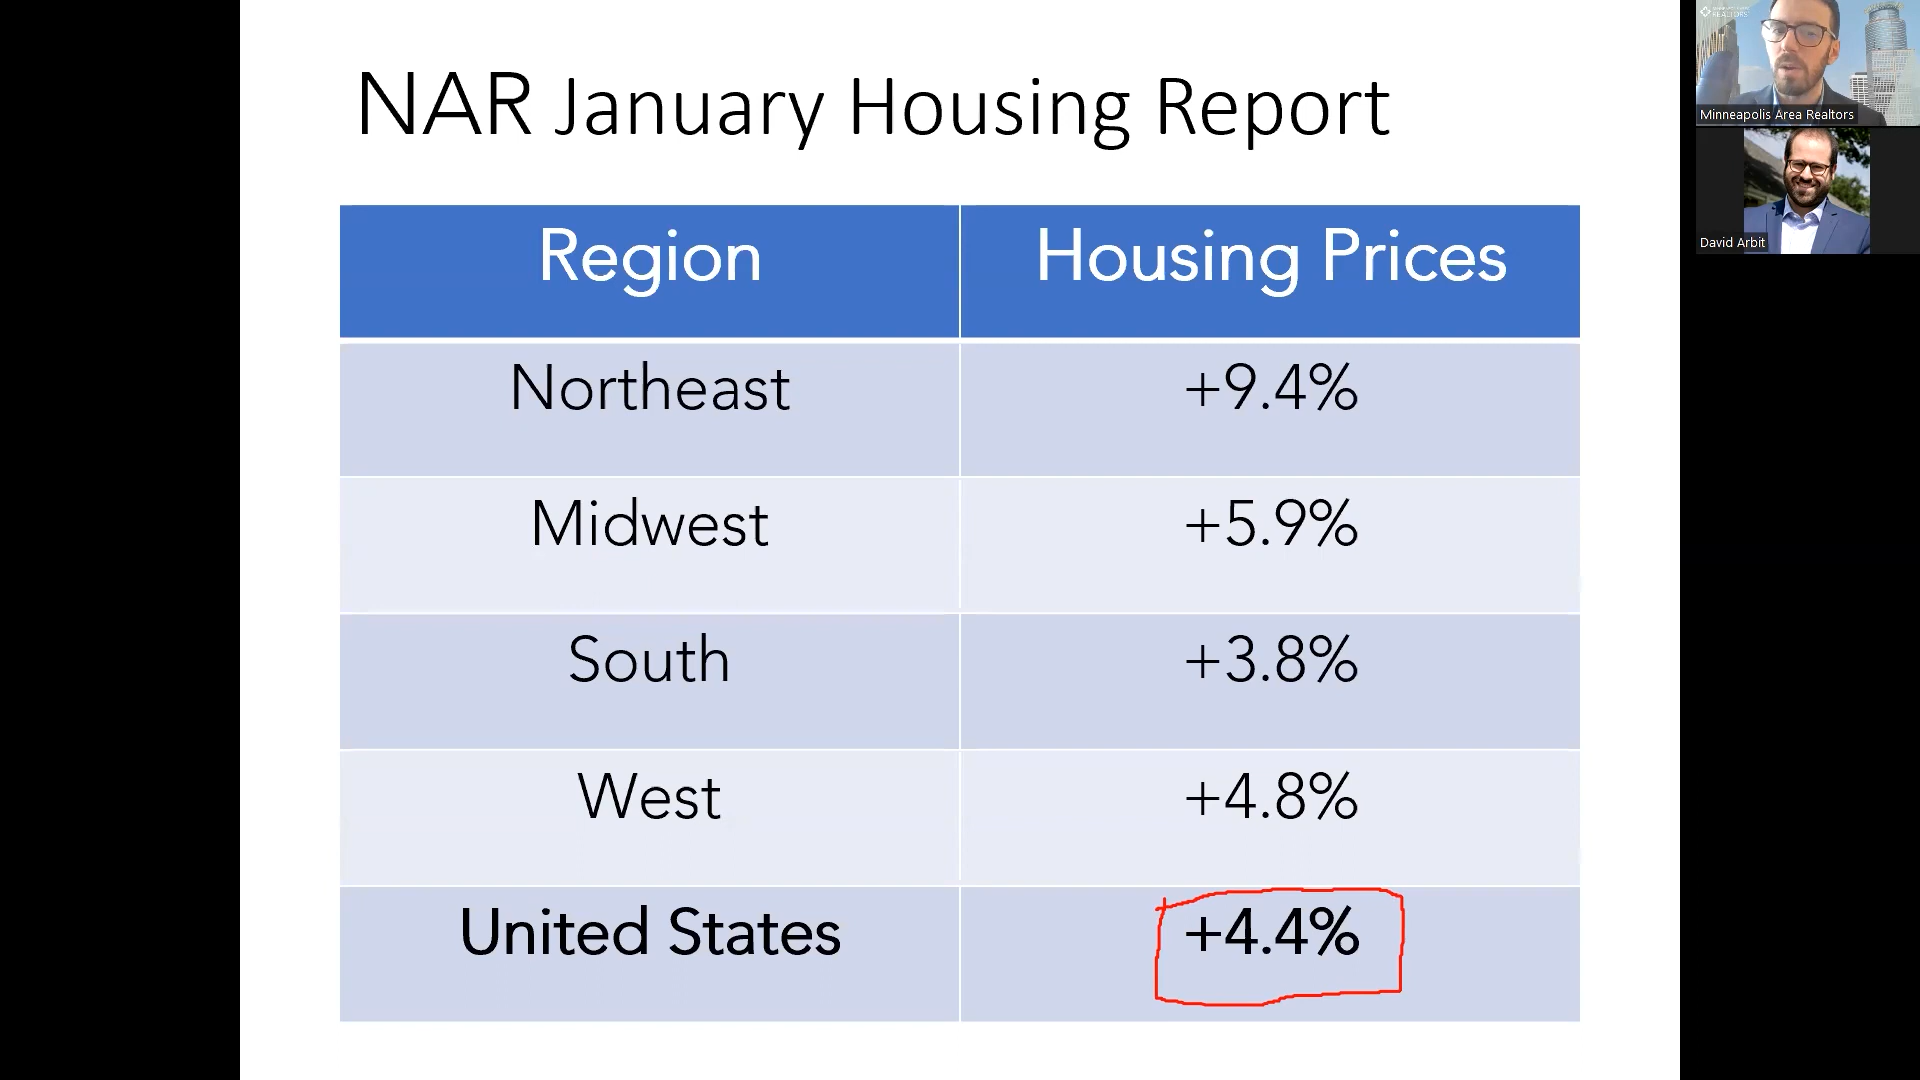 NAR January Housing Report
Region Housing Prices
Northeast +9.4%
Midwest +5.9%
South +3.8%
West +4.8%
United States +4.4%
REALTORS
Minneapolis Area Realtors
David Arbit